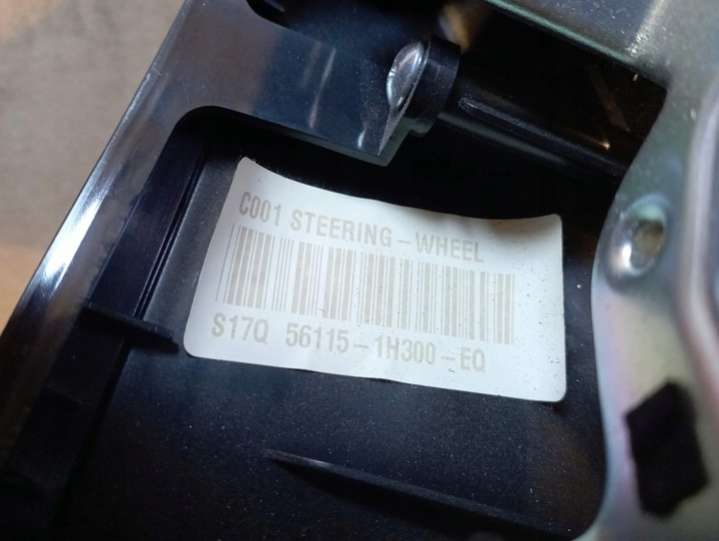 C001 STEERING-WHEEL
S17Q 56115-1H300-EQ